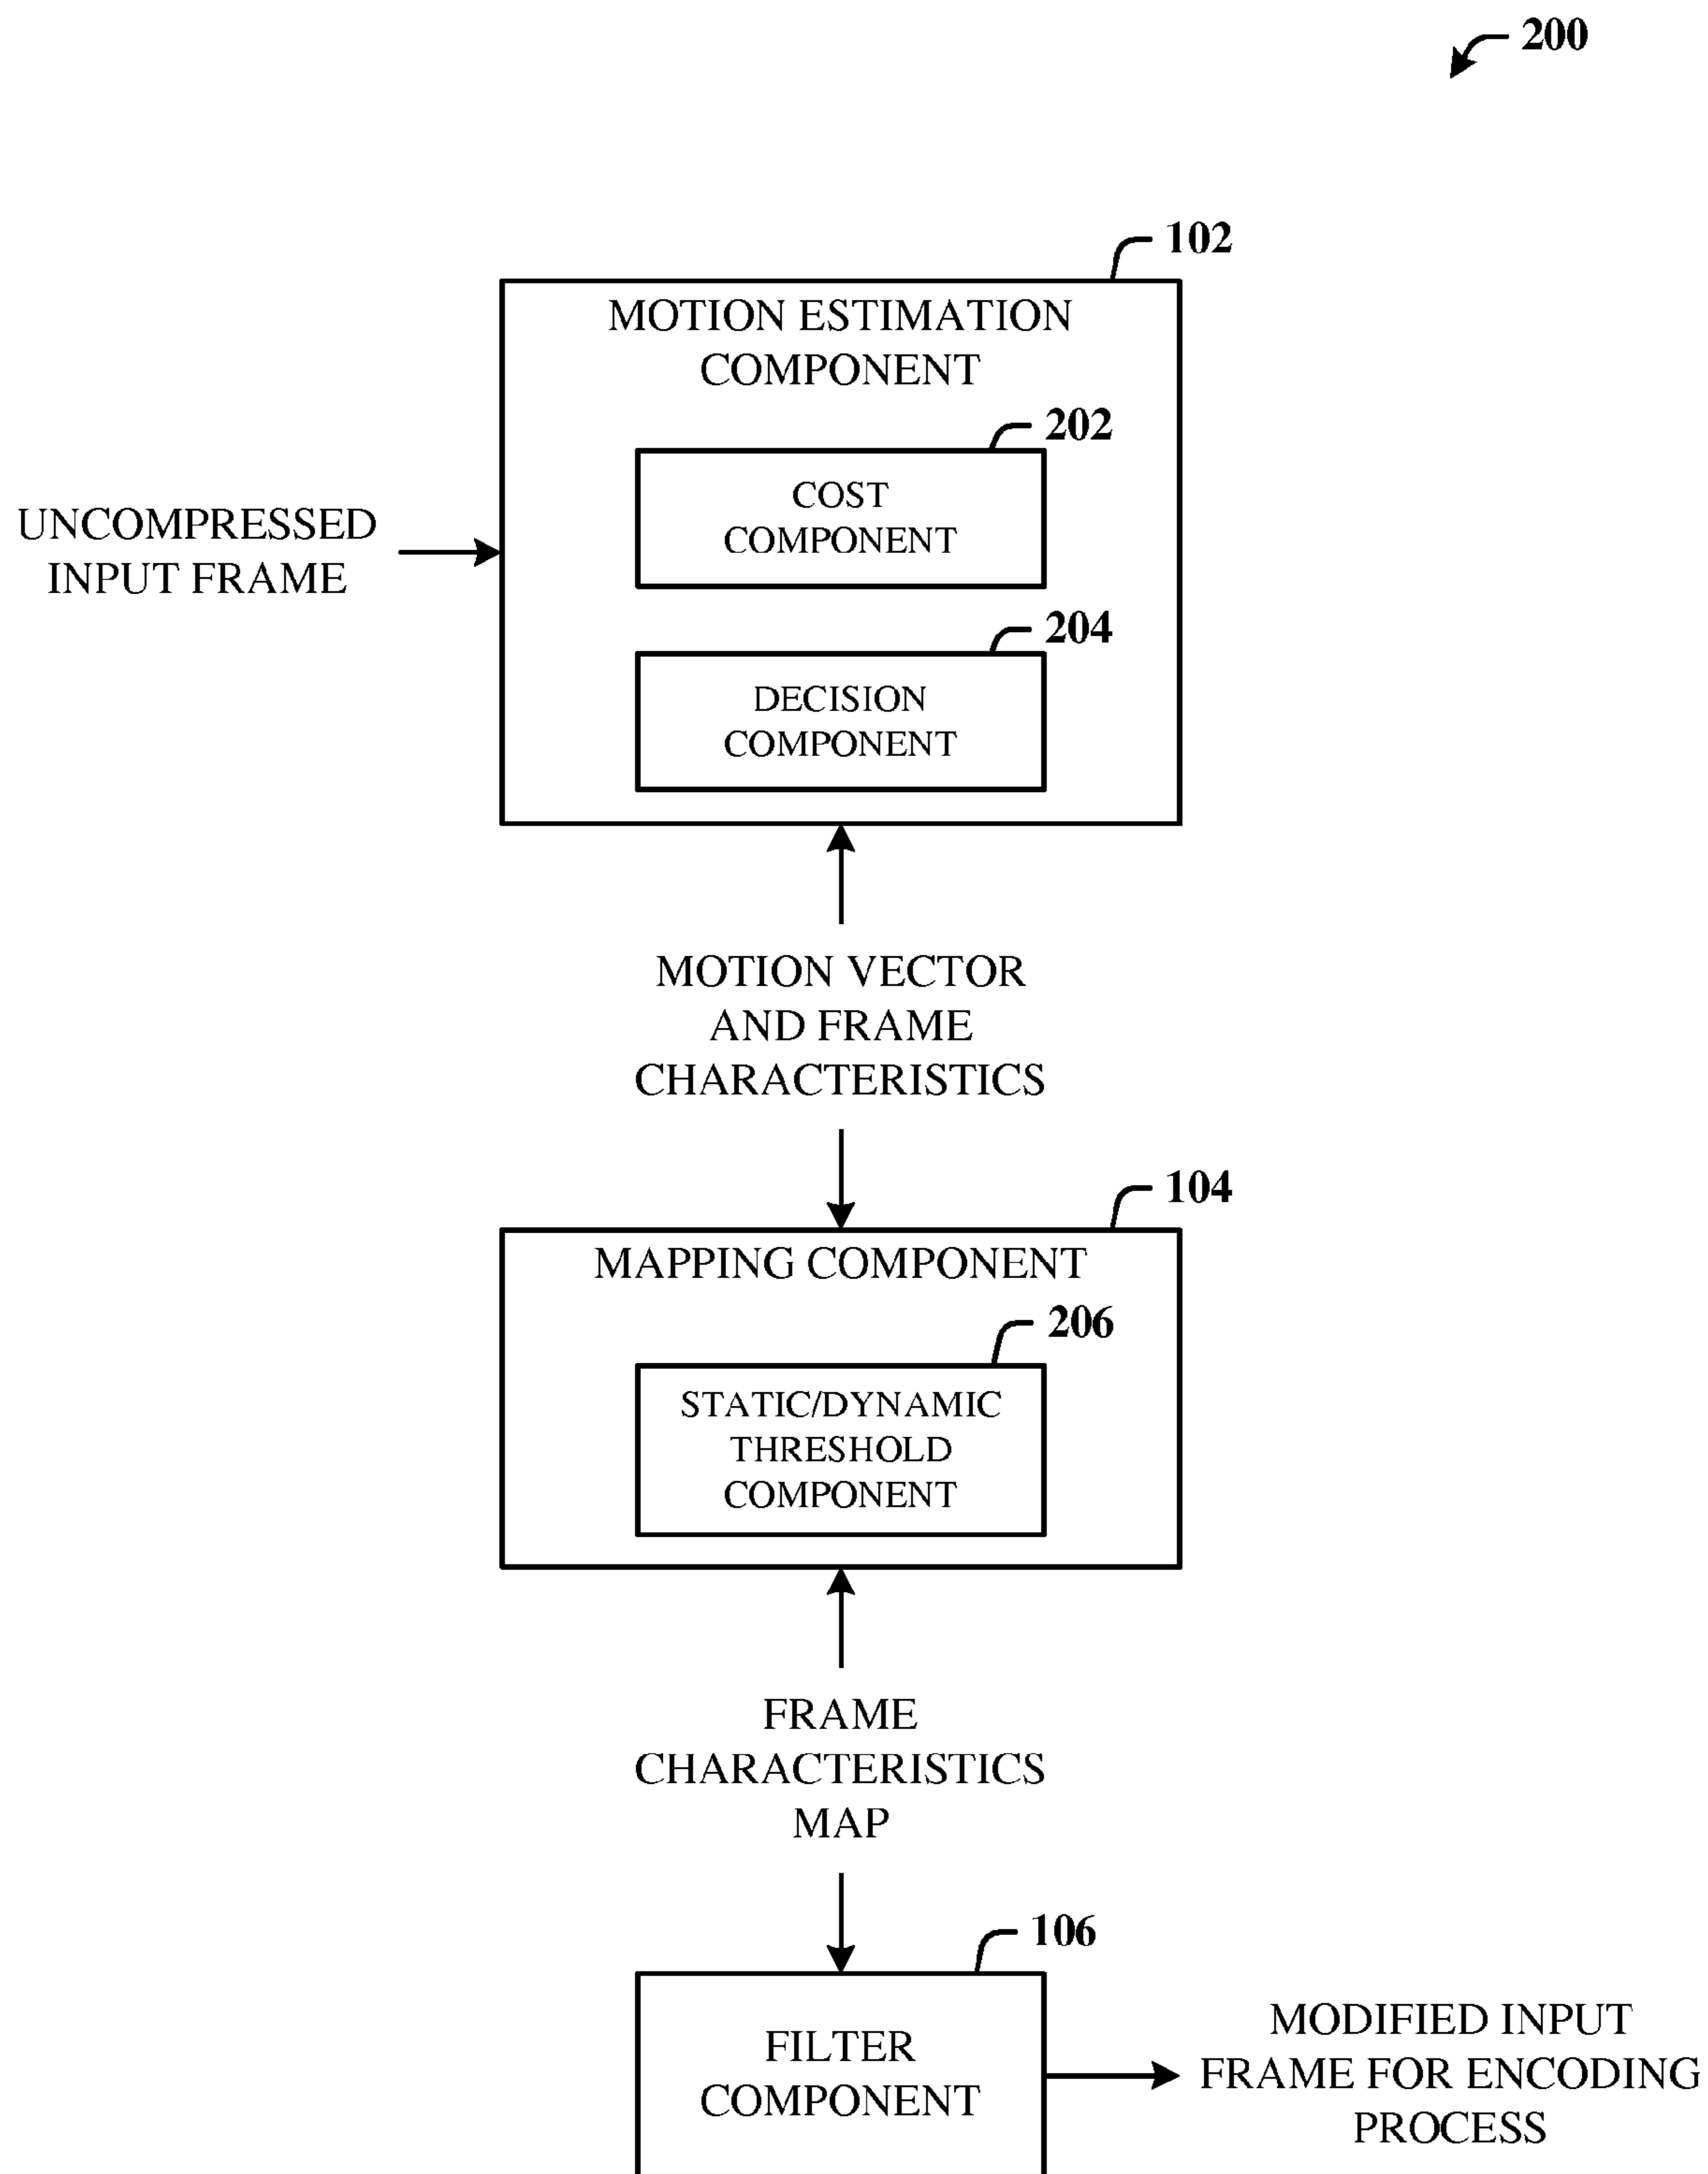 200
102
MOTION ESTIMATION
COMPONENT
202
COST
COMPONENT
UNCOMPRESSED
INPUT FRAME
204
DECISION
COMPONENT
MOTION VECTOR
AND FRAME
CHARACTERISTICS
104
MAPPING COMPONENT
206
STATIC/DYNAMIC
THRESHOLD
COMPONENT
FRAME
CHARACTERISTICS
MAP
106
FILTER
COMPONENT
MODIFIED INPUT
FRAME FOR ENCODING
PROCESS